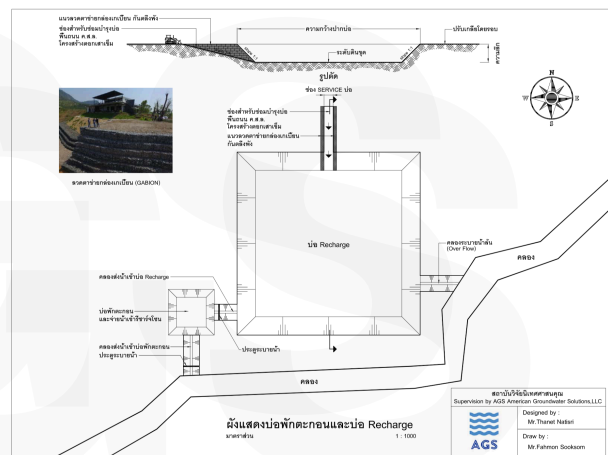 แนวลวดตาข่ายกล่องเกเบียน กันตลิ่งพัง
ช่องสำหรับซ่อมบำรุงบ่อ
พื้นถนน ค.ส.ล.
โครงสร้างตอกเสาเข็ม
ความกว้างปากบ่อ
ปรับเกลี่ยโดยรอบ
ระดับดินขุด
ความลึก
รูปตัด
ช่อง SERVICE บ่อ
ช่องสำหรับซ่อมบำรุงบ่อ
พื้นถนน ค.ส.ล.
โครงสร้างตอกเสาเข็ม
แนวลวดตาข่ายกล่องเกเบียน
กันตลิ่งพัง
N
W E
S
ลวดตาข่ายกล่องเกเบียน (GABION)
บ่อ Recharge
คลองระบายน้ำล้น
(Over Flow)
คลอง
คลองส่งน้ำเข้าบ่อ Recharge
บ่อพักตะกอน
และจ่ายน้ำเข้ารีชาร์จโซน
คลองส่งน้ำเข้าบ่อพักตะกอน
ประตูระบายน้ำ
ประตูระบายน้ำ
คลอง
ผังแสดงบ่อพักตะกอนและบ่อ Recharge
มาตราส่วน 1 : 1000
สถาบันวิจัยนิเทศศาสนคุณ
Supervision by AGS American Groundwater Solutions,LLC
AGS
Designed by :
Mr.Thanet Natisri
Draw by :
Mr.Fahmon Sooksom